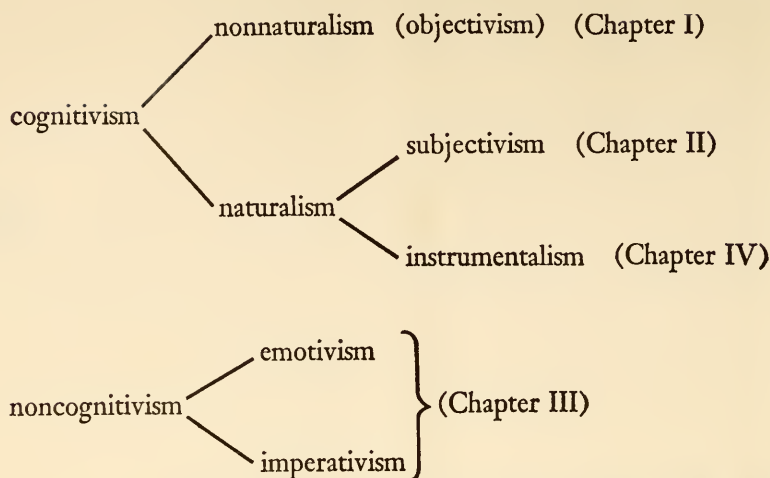 nonnaturalism (objectivism) (Chapter I)
cognitivism
subjectivism (Chapter II)
naturalism
instrumentalism (Chapter IV)
emotivism
noncognitivism
(Chapter III)
imperativism